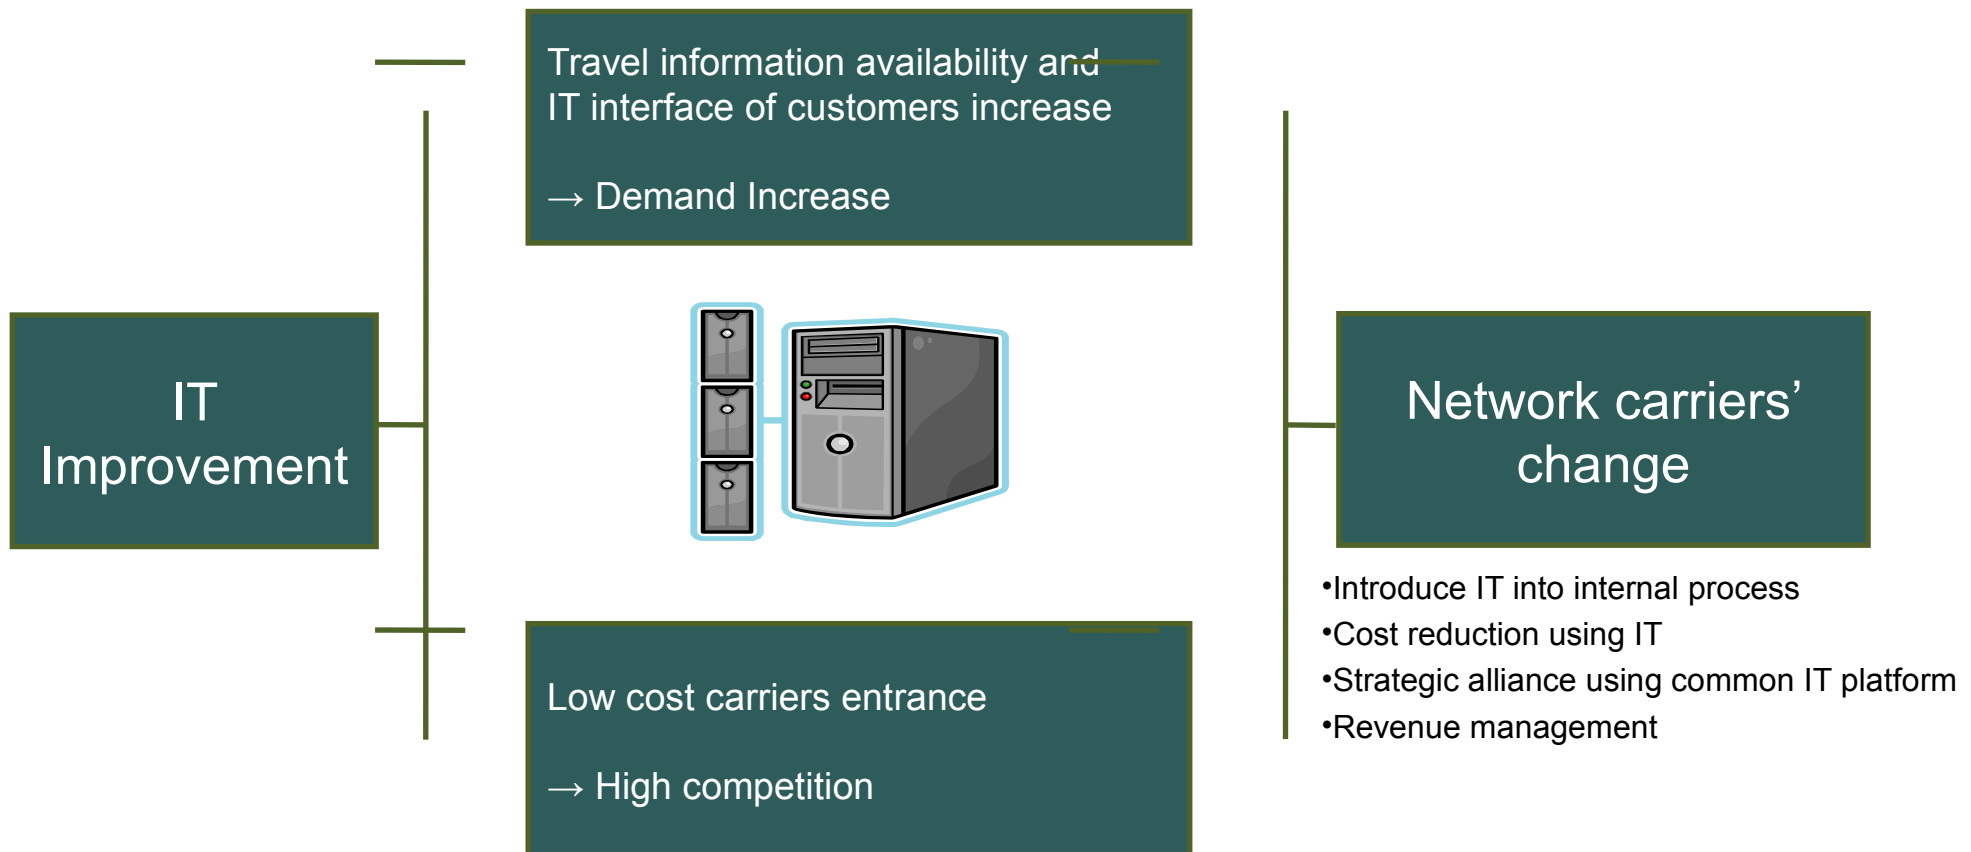 Travel information availability and
IT interface of customers increase
→ Demand Increase
IT
Improvement
Network carriers’
change
•Introduce IT into internal process
•Cost reduction using IT
•Strategic alliance using common IT platform
•Revenue management
Low cost carriers entrance
→ High competition